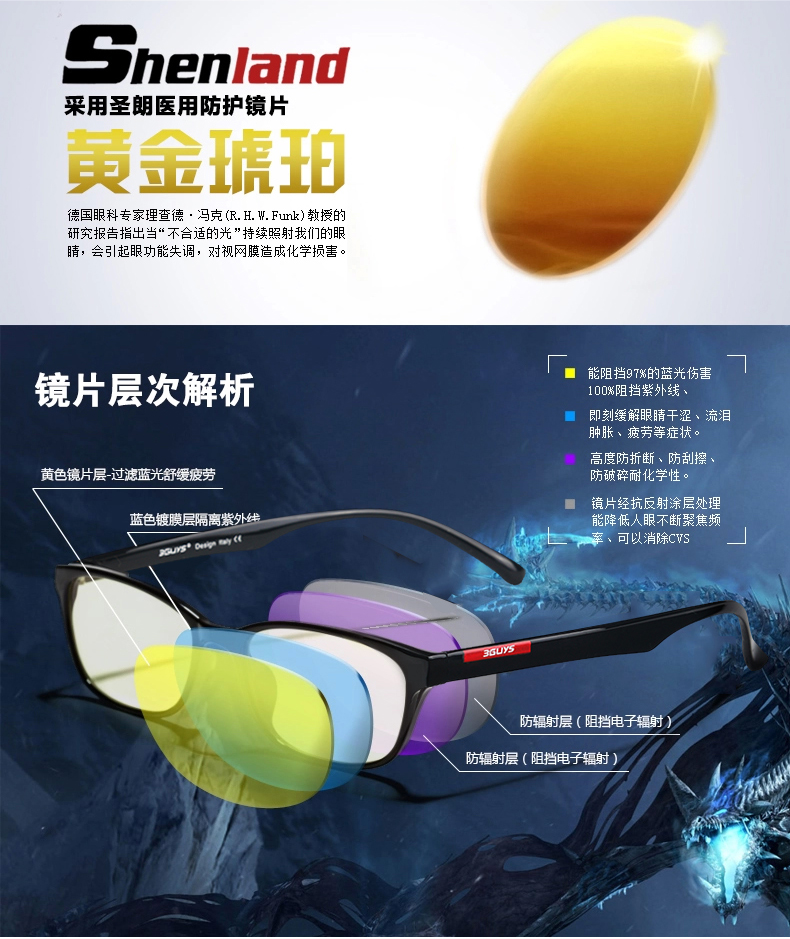 Shenland
采用圣朗医用防护镜片
黄金琥珀
德国眼科专家理查德·冯克(R.H.W.Funk)教授的
研究报告指出当“不合适的光”持续照射我们的眼
睛，会引起眼功能失调，对视网膜造成化学损害。
镜片层次解析
能阻挡97%的蓝光伤害
100%阻挡紫外线、
即刻缓解眼睛干涩、流泪
肿胀、疲劳等症状。
高度防折断、防刮擦、
防破碎耐化学性。
镜片经抗反射涂层处理
能降低人眼不断聚焦频
率、可以消除CVS
黄色镜片层-过滤蓝光舒缓疲劳
蓝色镀膜层隔离紫外线
3GUYS® Design Italy CE
3GUYS
防辐射层（阻挡电子辐射）
防辐射层（阻挡电子辐射）